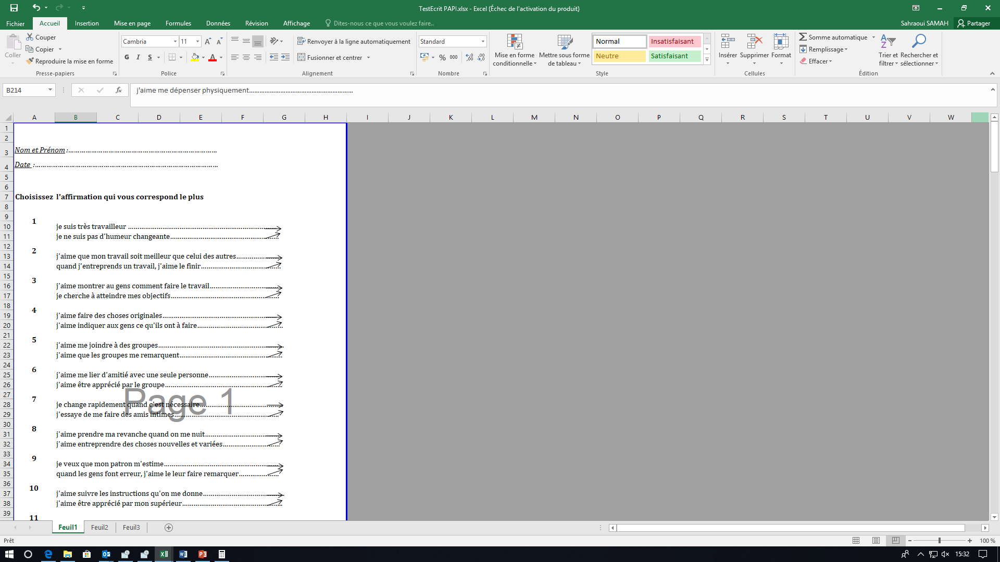 TestEcrit PAPI.xlsx - Excel (Échec de l'activation du produit)
Fichier Accueil Insertion Mise en page Formules Données Révision Affichage Dites-nous ce que vous voulez faire.. Sahraoui SAMAH Partager
Coller
Couper
Copier
Reproduire la mise en forme
Presse-papiers
Cambria 11
G I S
Police
Renvoyer à la ligne automatiquement
Fusionner et centrer
Alignement
Standard
% 000
Nombre
Mise en forme conditionnelle
Mettre sous forme de tableau
Normal Insatisfaisant
Neutre Satisfaisant
Style
Insérer Supprimer Format
Cellules
Somme automatique
Remplissage
Effacer
Trier et filtrer
Rechercher et sélectionner
Édition
B214 fx j'aime me dépenser physiquement……………………………………………………
A B C D E F G H I J K L M N O P Q R S T U V W
1
2
3 Nom et Prénom :……………………………………………………………………
4 Date :……………………………………………………………………………………
5
6
7 Choisissez l'affirmation qui vous correspond le plus
8
9 1
10 je suis très travailleur ……………………………………………………………………
11 je ne suis pas d'humeur changeante…………………………………………………
12 2
13 j'aime que mon travail soit meilleur que celui des autres……………………
14 quand j'entreprends un travail, j'aime le finir……………………………………
15 3
16 j'aime montrer au gens comment faire le travail………………………………
17 je cherche à atteindre mes objectifs…………………………………………………
18 4
19 j'aime faire des choses originales………………………………………………………
20 j'aime indiquer aux gens ce qu'ils ont à faire………………………………………
21 5
22 j'aime me joindre à des groupes…………………………………………………………
23 j'aime que les groupes me remarquent………………………………………………
24 6
25 j'aime me lier d'amitié avec une seule personne…………………………………
26 j'aime être apprécié par le groupe……………………………………………………
27 7
Page 1
28 je change rapidement quand c'est nécessaire………………………………………
29 j'essaye de me faire des amis intimes………………………………………………
30 8
31 j'aime prendre ma revanche quand on me nuit……………………………………
32 j'aime entreprendre des choses nouvelles et variées…………………………
33 9
34 je veux que mon patron m'estime……………………………………………………
35 quand les gens font erreur, j'aime le leur faire remarquer…………………
36 10
37 j'aime suivre les instructions qu'on me donne……………………………………
38 j'aime être apprécié par mon supérieur……………………………………………
39 11
Feuil1 Feuil2 Feuil3
Prêt 100 %
15:32